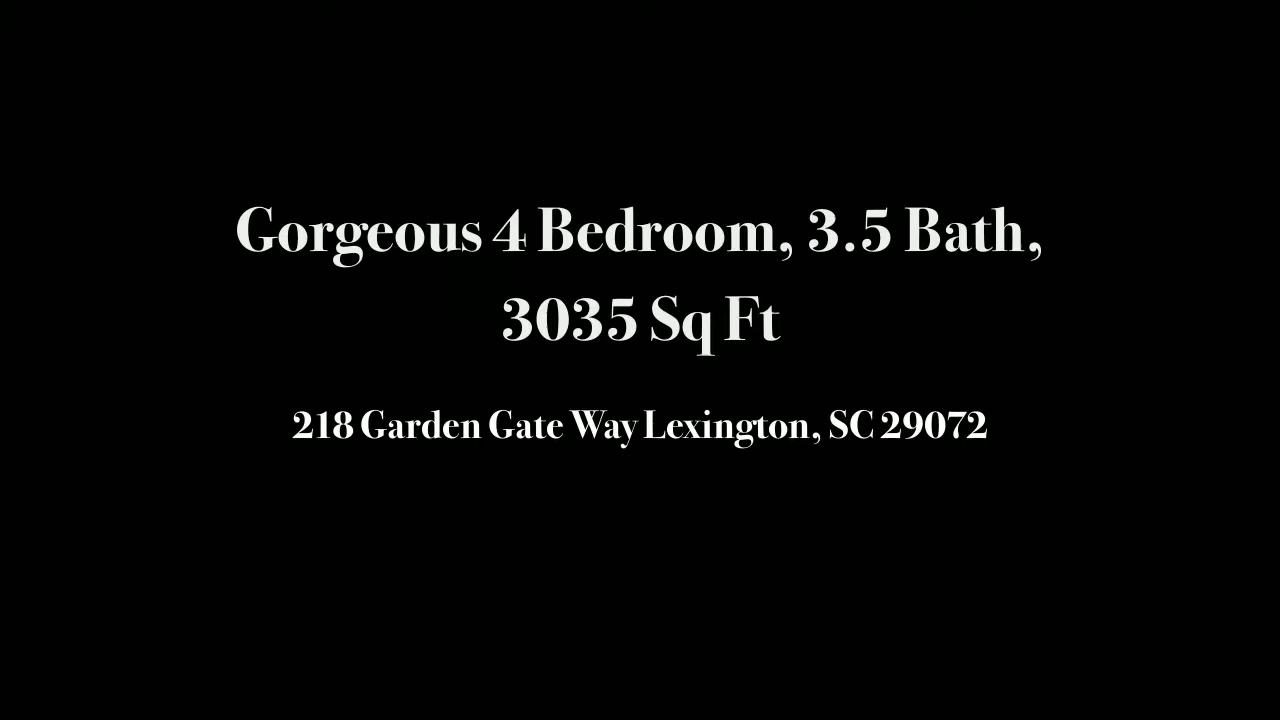 Gorgeous 4 Bedroom, 3.5 Bath,
3035 Sq Ft
218 Garden Gate Way Lexington, SC 29072